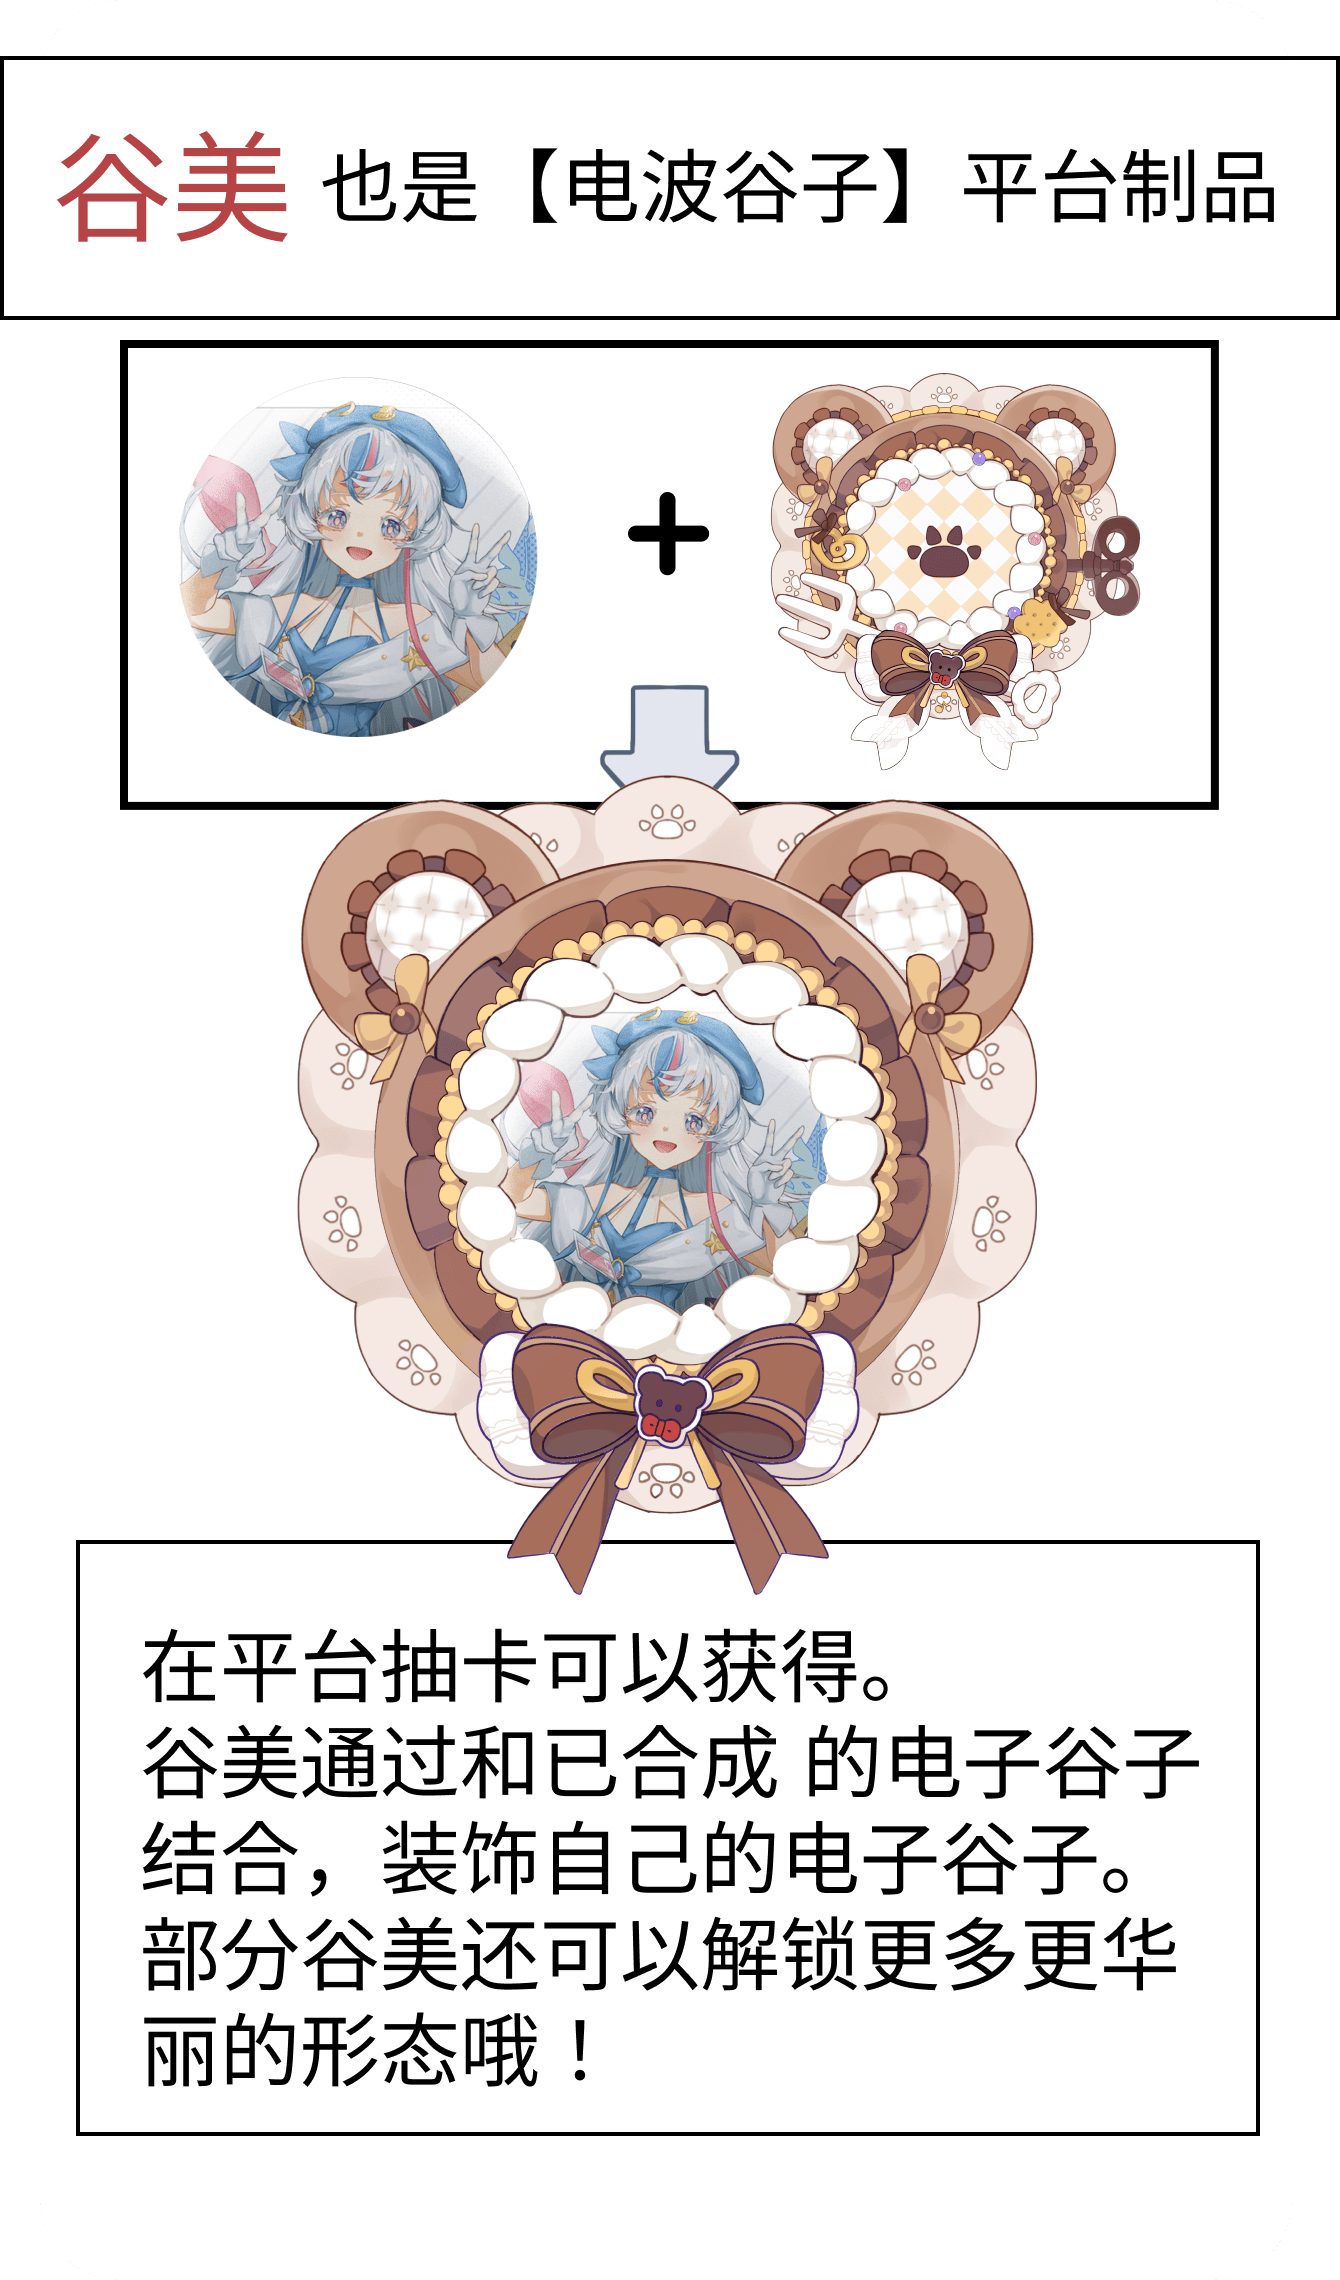 谷美 也是【电波谷子】平台制品
在平台抽卡可以获得。
谷美通过和已合成 的电子谷子
结合，装饰自己的电子谷子。
部分谷美还可以解锁更多更华
丽的形态哦！